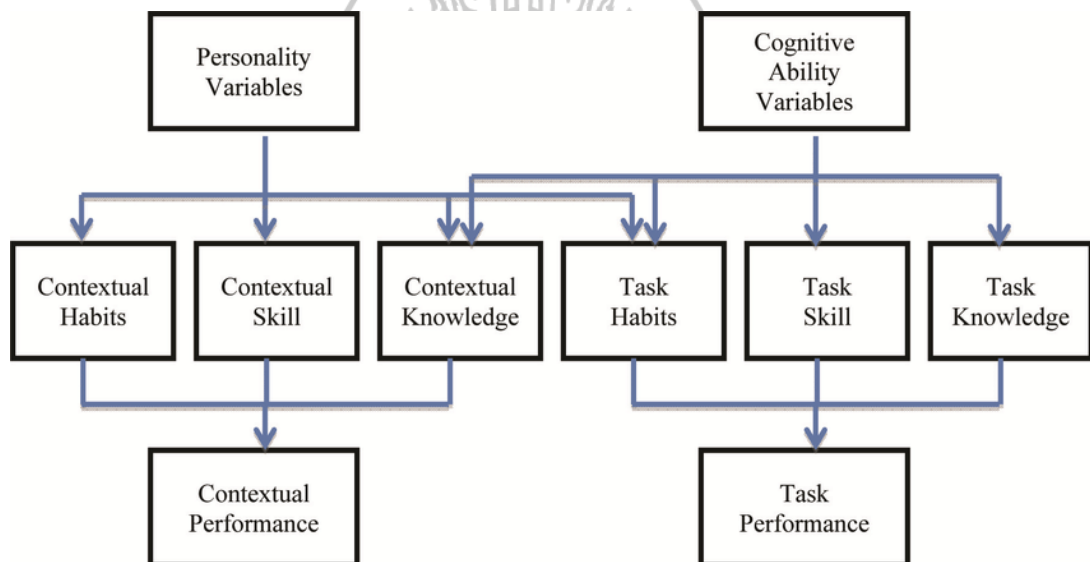 Personality
Variables
Cognitive
Ability
Variables
Contextual
Habits
Contextual
Skill
Contextual
Knowledge
Task
Habits
Task
Skill
Task
Knowledge
Contextual
Performance
Task
Performance